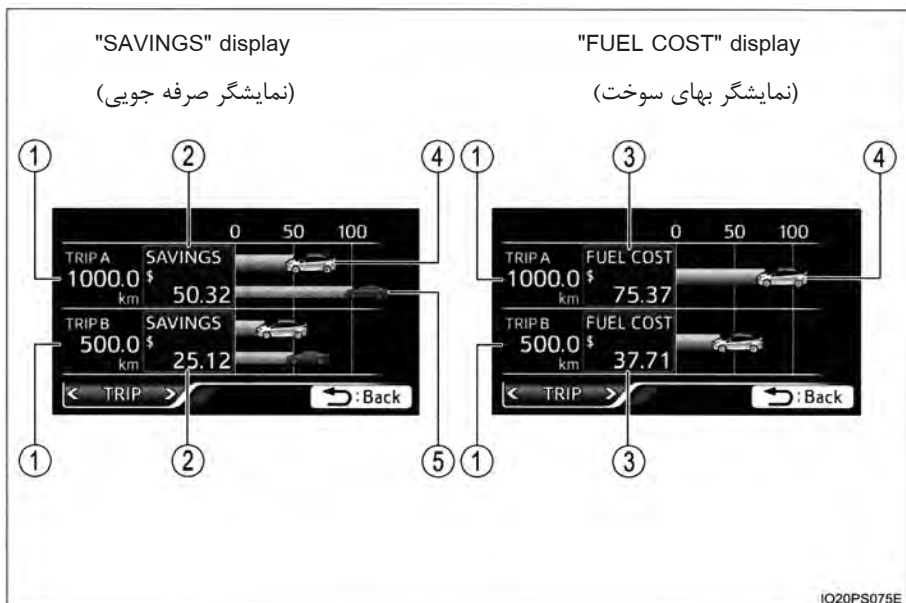 "SAVINGS" display
(نمایشگر صرفه جویی)
1 2 4
0 50 100
TRIP A SAVINGS
1000.0 $
km 50.32
TRIP B SAVINGS
500.0 $
km 25.12
< TRIP > :Back
1 2 5
"FUEL COST" display
(نمایشگر بهای سوخت)
1 3 4
0 50 100
TRIP A FUEL COST
1000.0 $
km 75.37
TRIP B FUEL COST
500.0 $
km 37.71
< TRIP > :Back
1 3
IO20PS075E